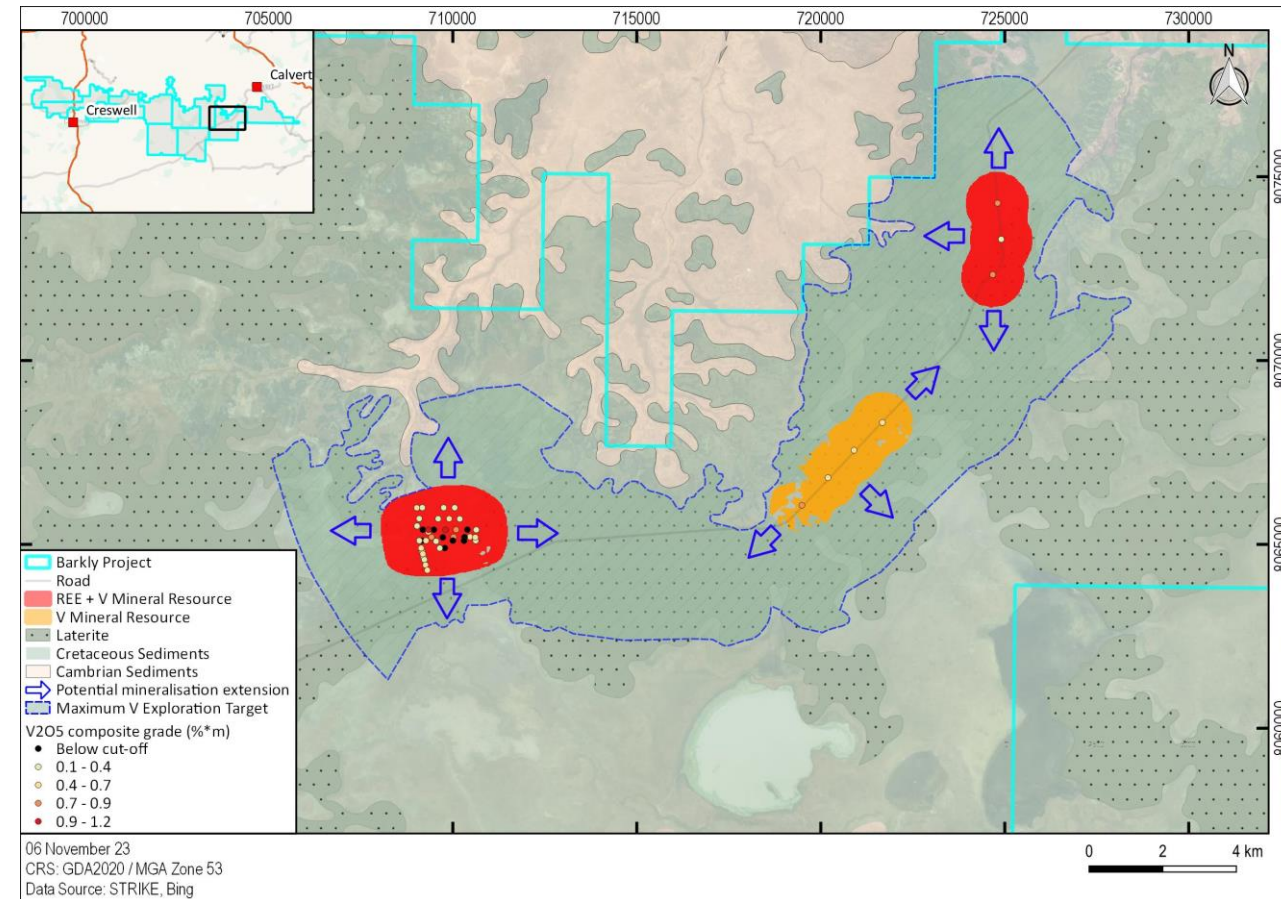 700000 705000 710000 715000 720000 725000 730000
Creswell
Calvert
N
8075000
8070000
8065000
8060000
Barkly Project
Road
REE + V Mineral Resource
V Mineral Resource
Laterite
Cretaceous Sediments
Cambrian Sediments
Potential mineralisation extension
Maximum V Exploration Target
V2O5 composite grade (%*m)
Below cut-off
0.1 - 0.4
0.4 - 0.7
0.7 - 0.9
0.9 - 1.2
06 November 23
CRS: GDA2020 / MGA Zone 53
Data Source: STRIKE, Bing
0 2 4 km